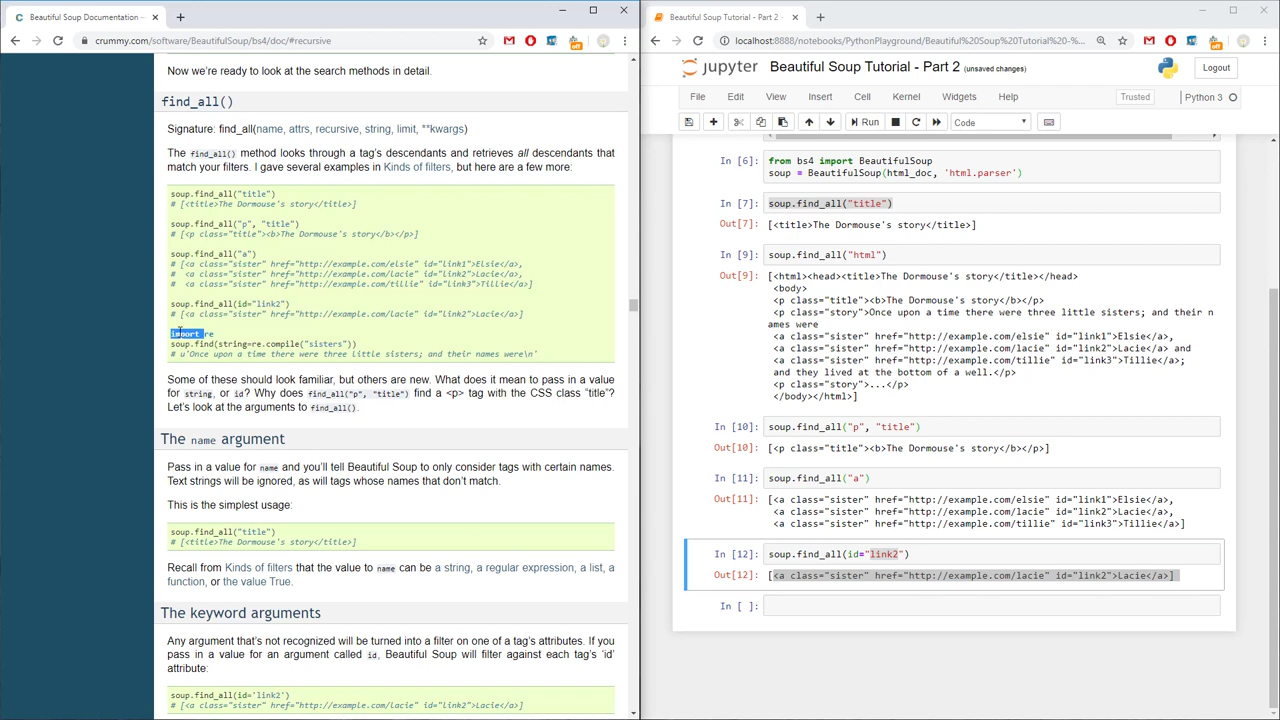 Beautiful Soup Documentation —
crummy.com/software/BeautifulSoup/bs4/doc/#recursive
Now we're ready to look at the search methods in detail.
find_all()
Signature: find_all(name, attrs, recursive, string, limit, **kwargs)
The find_all() method looks through a tag's descendants and retrieves all descendants that
match your filters. I gave several examples in Kinds of filters, but here are a few more:
soup.find_all("title")
# [<title>The Dormouse's story</title>]
soup.find_all("p", "title")
# [<p class="title"><b>The Dormouse's story</b></p>]
soup.find_all("a")
# [<a class="sister" href="http://example.com/elsie" id="link1">Elsie</a>,
#  <a class="sister" href="http://example.com/lacie" id="link2">Lacie</a>,
#  <a class="sister" href="http://example.com/tillie" id="link3">Tillie</a>]
soup.find_all(id="link2")
# [<a class="sister" href="http://example.com/lacie" id="link2">Lacie</a>]
import re
soup.find(string=re.compile("sisters"))
# u'Once upon a time there were three little sisters; and their names were\n'
Some of these should look familiar, but others are new. What does it mean to pass in a value
for string, or id? Why does find_all("p", "title") find a <p> tag with the CSS class "title"?
Let's look at the arguments to find_all().
The name argument
Pass in a value for name and you'll tell Beautiful Soup to only consider tags with certain names.
Text strings will be ignored, as will tags whose names that don't match.
This is the simplest usage:
soup.find_all("title")
# [<title>The Dormouse's story</title>]
Recall from Kinds of filters that the value to name can be a string, a regular expression, a list, a
function, or the value True.
The keyword arguments
Any argument that's not recognized will be turned into a filter on one of a tag's attributes. If you
pass in a value for an argument called id, Beautiful Soup will filter against each tag's 'id'
attribute:
soup.find_all(id='link2')
# [<a class="sister" href="http://example.com/lacie" id="link2">Lacie</a>]
Beautiful Soup Tutorial - Part 2 -
localhost:8888/notebooks/PythonPlayground/Beautiful%20Soup%20Tutorial%20-%...
jupyter Beautiful Soup Tutorial - Part 2 (unsaved changes) Logout
File Edit View Insert Cell Kernel Widgets Help Trusted Python 3
Run Code
In [6]: from bs4 import BeautifulSoup
soup = BeautifulSoup(html_doc, 'html.parser')
In [7]: soup.find_all("title")
Out[7]: [<title>The Dormouse's story</title>]
In [9]: soup.find_all("html")
Out[9]: [<html><head><title>The Dormouse's story</title></head>
<body>
<p class="title"><b>The Dormouse's story</b></p>
<p class="story">Once upon a time there were three little sisters; and their n
ames were
<a class="sister" href="http://example.com/elsie" id="link1">Elsie</a>,
<a class="sister" href="http://example.com/lacie" id="link2">Lacie</a> and
<a class="sister" href="http://example.com/tillie" id="link3">Tillie</a>;
and they lived at the bottom of a well.</p>
<p class="story">...</p>
</body></html>]
In [10]: soup.find_all("p", "title")
Out[10]: [<p class="title"><b>The Dormouse's story</b></p>]
In [11]: soup.find_all("a")
Out[11]: [<a class="sister" href="http://example.com/elsie" id="link1">Elsie</a>,
<a class="sister" href="http://example.com/lacie" id="link2">Lacie</a>,
<a class="sister" href="http://example.com/tillie" id="link3">Tillie</a>]
In [12]: soup.find_all(id="link2")
Out[12]: [<a class="sister" href="http://example.com/lacie" id="link2">Lacie</a>]
In [ ]: